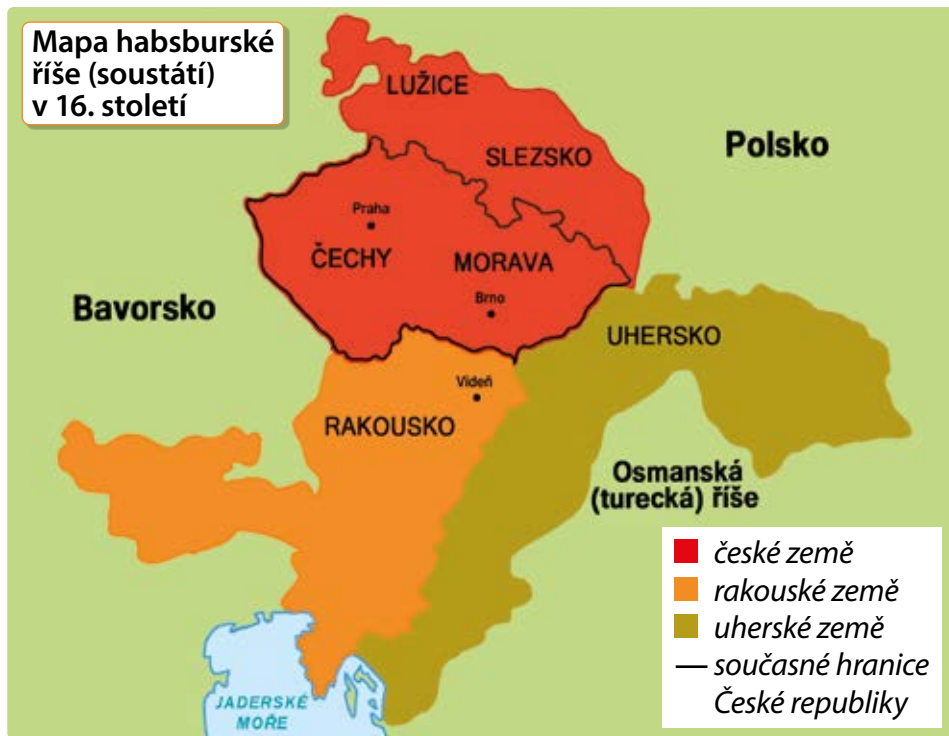 Mapa habsburské
říše (soustátí)
v 16. století
LUŽICE
SLEZSKO
Polsko
Praha
ČECHY
MORAVA
Brno
Bavorsko
UHERSKO
Vídeň
RAKOUSKO
Osmanská
(turecká) říše
JADERSKÉ
MOŘE
české země
rakouské země
uherské země
současné hranice
České republiky